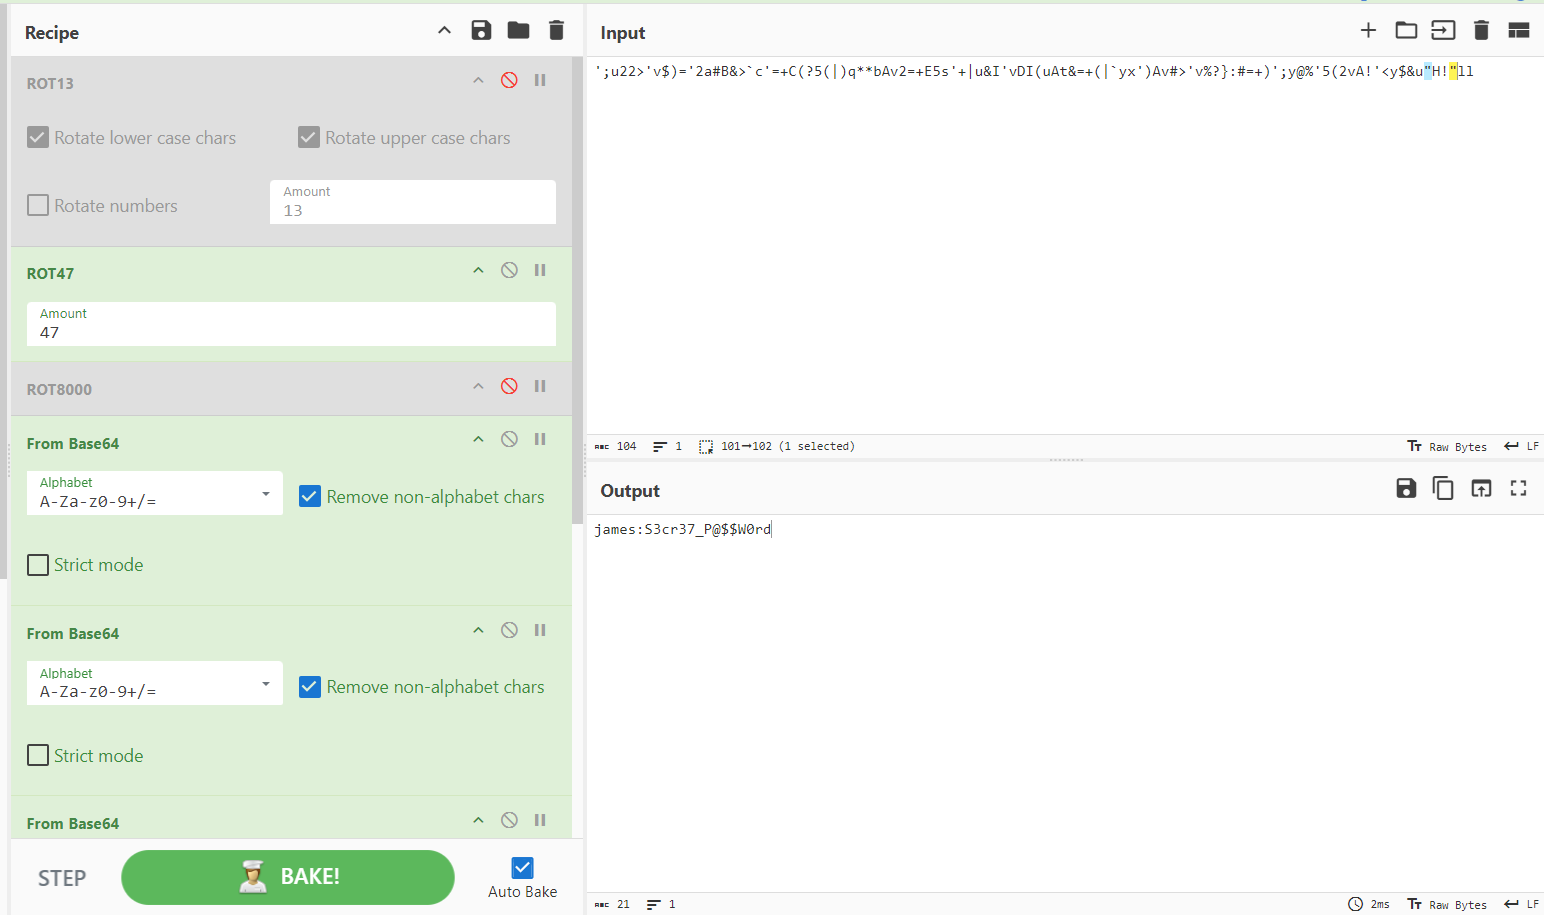 Recipe
ROT13
Rotate lower case chars
Rotate upper case chars
Rotate numbers
Amount
13
ROT47
Amount
47
ROT8000
From Base64
Alphabet
A-Za-z0-9+/=
Remove non-alphabet chars
Strict mode
From Base64
Alphabet
A-Za-z0-9+/=
Remove non-alphabet chars
Strict mode
From Base64
STEP
BAKE!
Auto Bake
Input
';u22>'v$)='2a#B&>`c'=+C(?5(|)q**bAv2=+E5s'+|u&I'vDI(uAt&=+(|`yx')Av#>'v%?}:#=+)';y@%'5(2vA!'<y$&u"H!"ll
ABC 104
1
101→102 (1 selected)
Tт Raw Bytes
LF
Output
james:S3cr37_P@$$W0rd
ABC 21
1
2ms
Tт Raw Bytes
LF